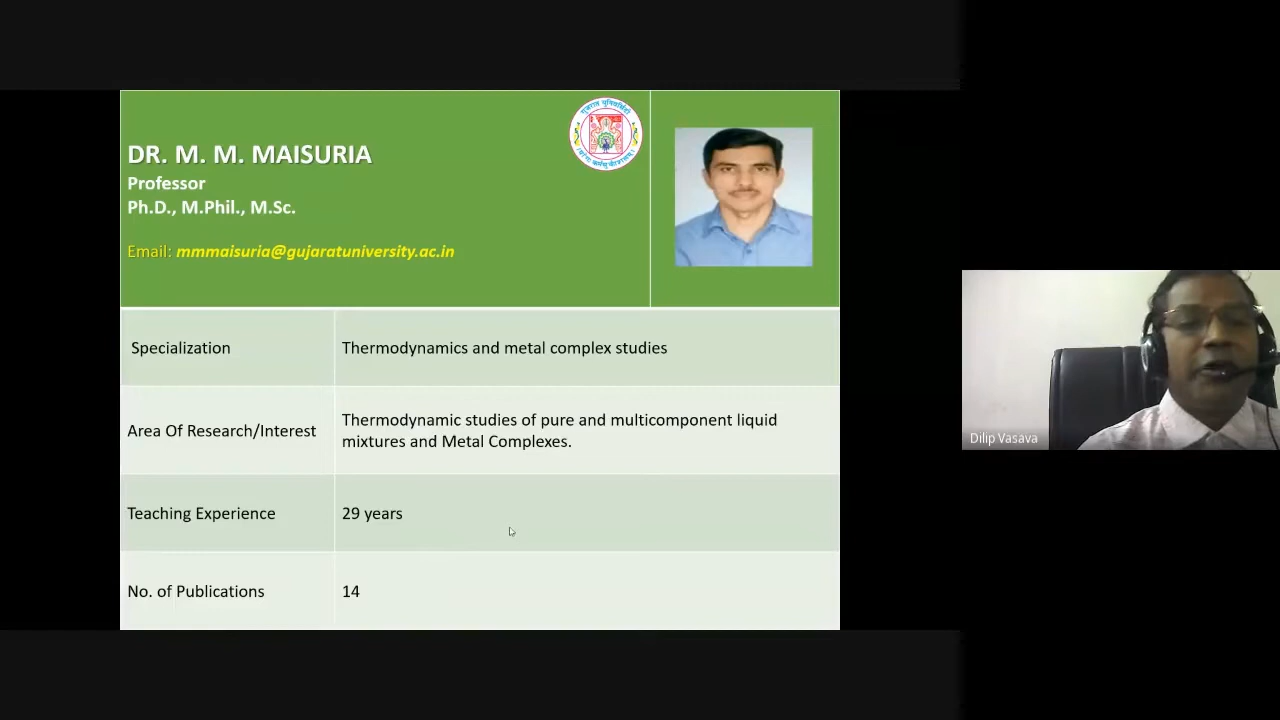 DR. M. M. MAISURIA
Professor
Ph.D., M.Phil., M.Sc.
Email: mmmaisuria@gujaratuniversity.ac.in
Specialization
Thermodynamics and metal complex studies
Area Of Research/Interest
Thermodynamic studies of pure and multicomponent liquid
mixtures and Metal Complexes.
Teaching Experience
29 years
No. of Publications
14
Dilip Vasava